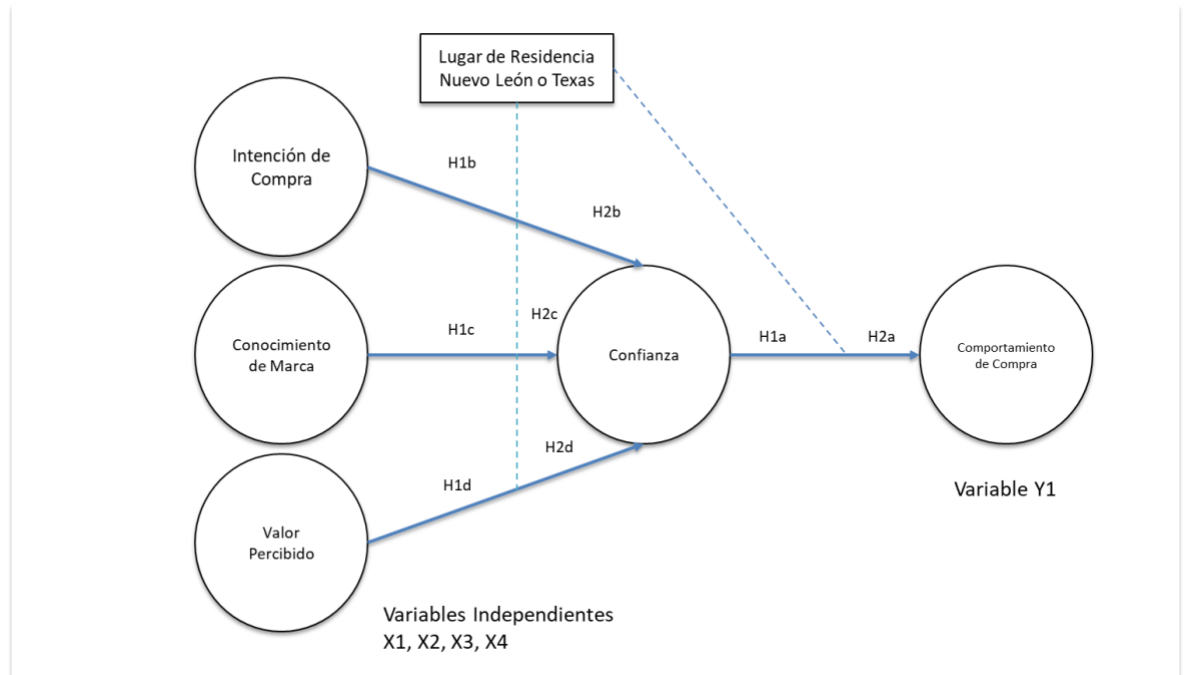 Lugar de Residencia
Nuevo León o Texas
Intención de
Compra
H1b
H2b
Conocimiento
de Marca
H1c
H2c
Confianza
H1a
H2a
Comportamiento
de Compra
H2d
H1d
Variable Y1
Valor
Percibido
Variables Independientes
X1, X2, X3, X4